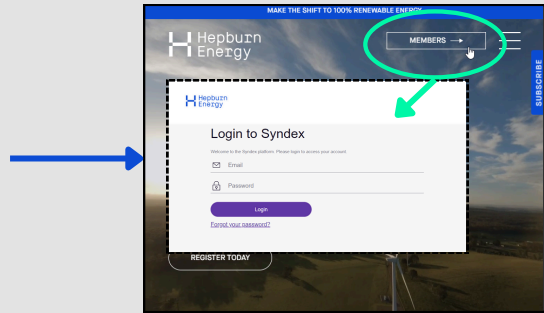 MAKE THE SHIFT TO 100% RENEWABLE ENERGY
Hepburn
Energy
MEMBERS
SUBSCRIBE
Hepburn
Energy
Login to Syndex
Welcome to the Syndex platform. Please login to access your account.
Email
Password
Login
Forgot your password?
REGISTER TODAY